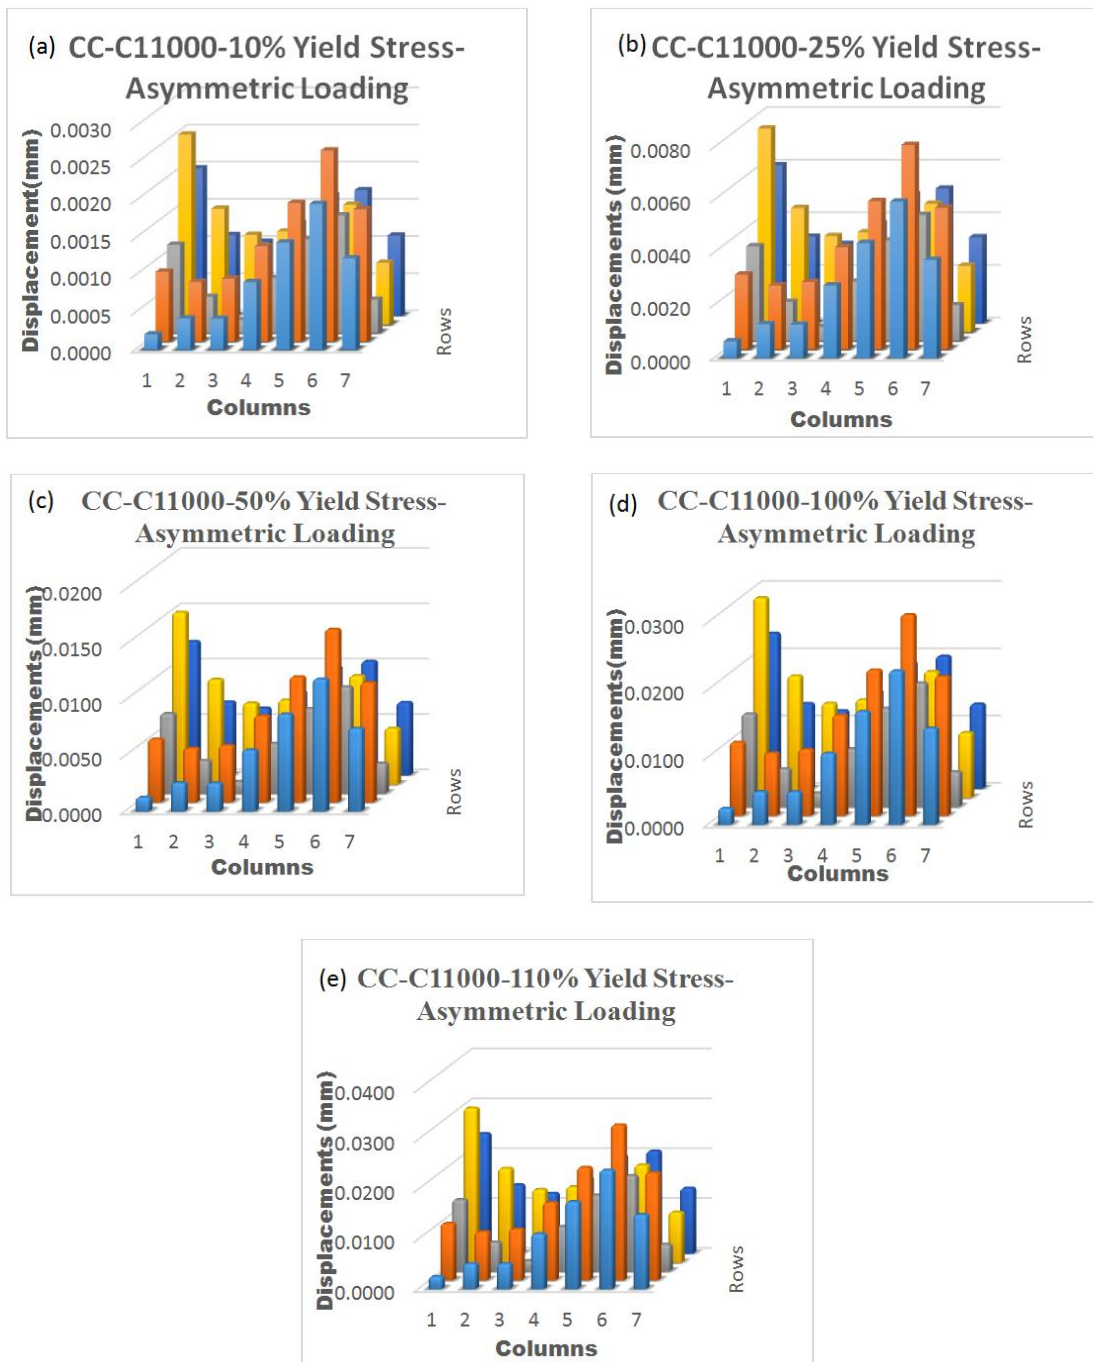 (a) CC-C11000-10% Yield Stress-
Asymmetric Loading
Displacement(mm)
0.0030
0.0025
0.0020
0.0015
0.0010
0.0005
0.0000
1 2 3 4 5 6 7
Columns
Rows
(b) CC-C11000-25% Yield Stress-
Asymmetric Loading
Displacements (mm)
0.0080
0.0060
0.0040
0.0020
0.0000
1 2 3 4 5 6 7
Columns
Rows
(c) CC-C11000-50% Yield Stress-
Asymmetric Loading
Displacements (mm)
0.0200
0.0150
0.0100
0.0050
0.0000
1 2 3 4 5 6 7
Columns
Rows
(d) CC-C11000-100% Yield Stress-
Asymmetric Loading
Displacements(mm)
0.0300
0.0200
0.0100
0.0000
1 2 3 4 5 6 7
Columns
Rows
(e) CC-C11000-110% Yield Stress-
Asymmetric Loading
Displacements (mm)
0.0400
0.0300
0.0200
0.0100
0.0000
1 2 3 4 5 6 7
Columns
Rows